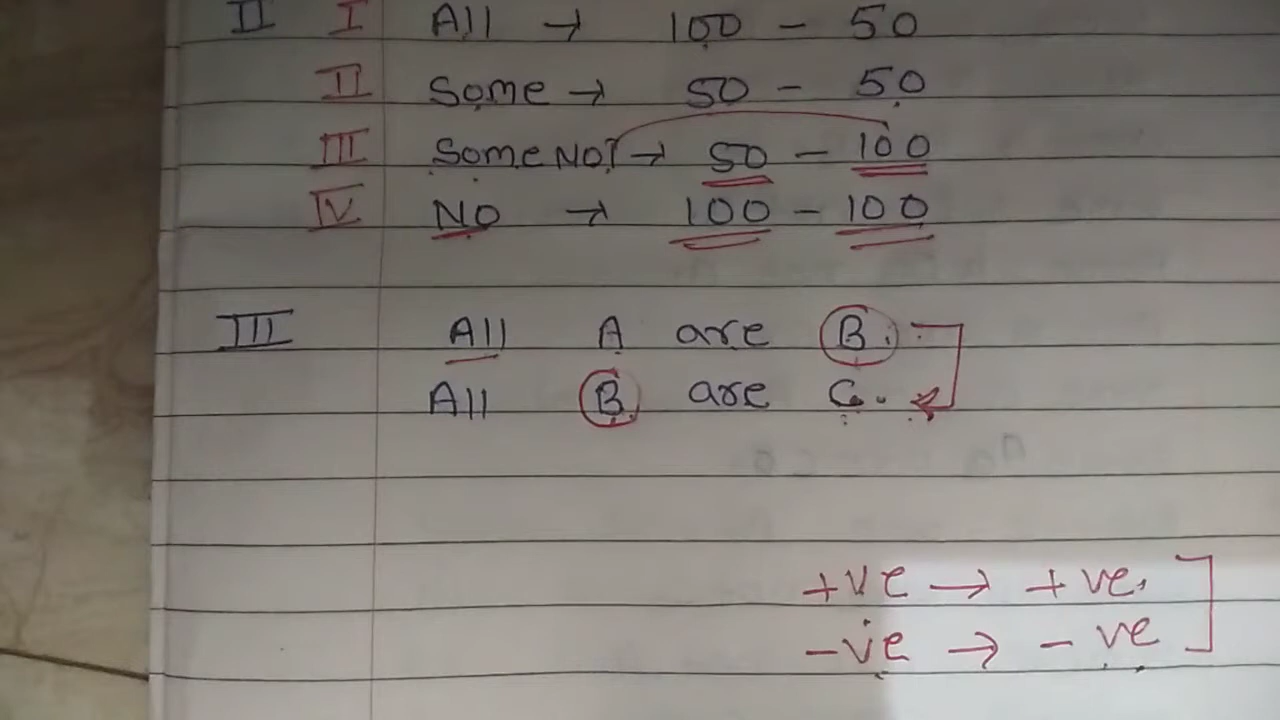 II I All → 100 - 50
II Some → 50 - 50
III Some NOT → 50 - 100
IV NO → 100 - 100
III All A are B.
All B are C.
+ve → +ve
-ve → -ve